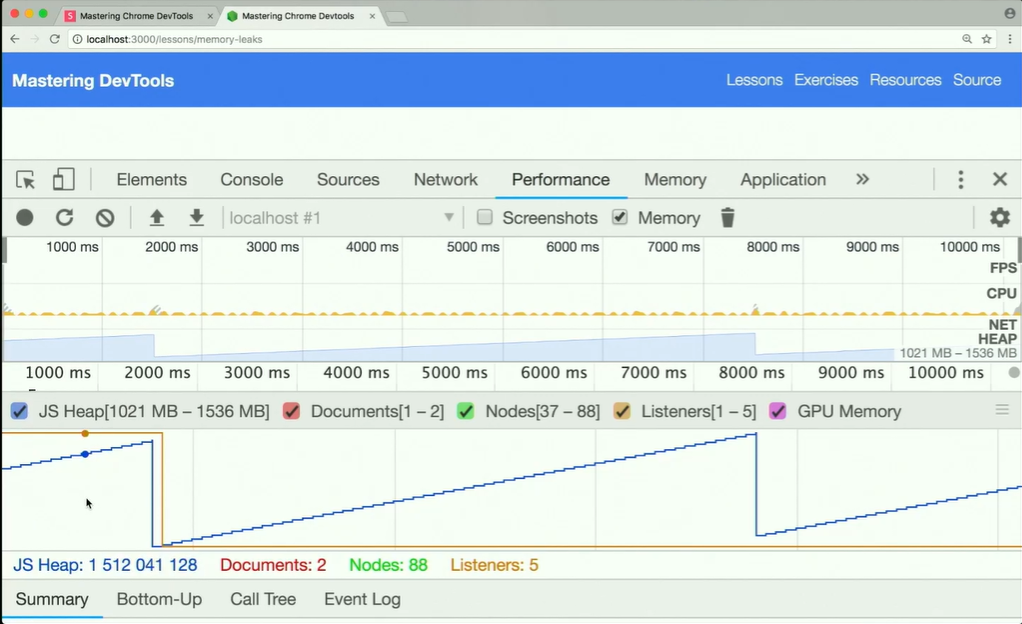 Mastering Chrome DevTools
Mastering Chrome Devtools
localhost:3000/lessons/memory-leaks
Mastering DevTools
Lessons Exercises Resources Source
Elements Console Sources Network Performance Memory Application »
localhost #1 Screenshots Memory
1000 ms 2000 ms 3000 ms 4000 ms 5000 ms 6000 ms 7000 ms 8000 ms 9000 ms 10000 ms
FPS
CPU
NET
HEAP
1021 MB – 1536 MB
1000 ms 2000 ms 3000 ms 4000 ms 5000 ms 6000 ms 7000 ms 8000 ms 9000 ms 10000 ms
JS Heap[1021 MB – 1536 MB] Documents[1 – 2] Nodes[37 – 88] Listeners[1 – 5] GPU Memory
JS Heap: 1 512 041 128 Documents: 2 Nodes: 88 Listeners: 5
Summary Bottom-Up Call Tree Event Log